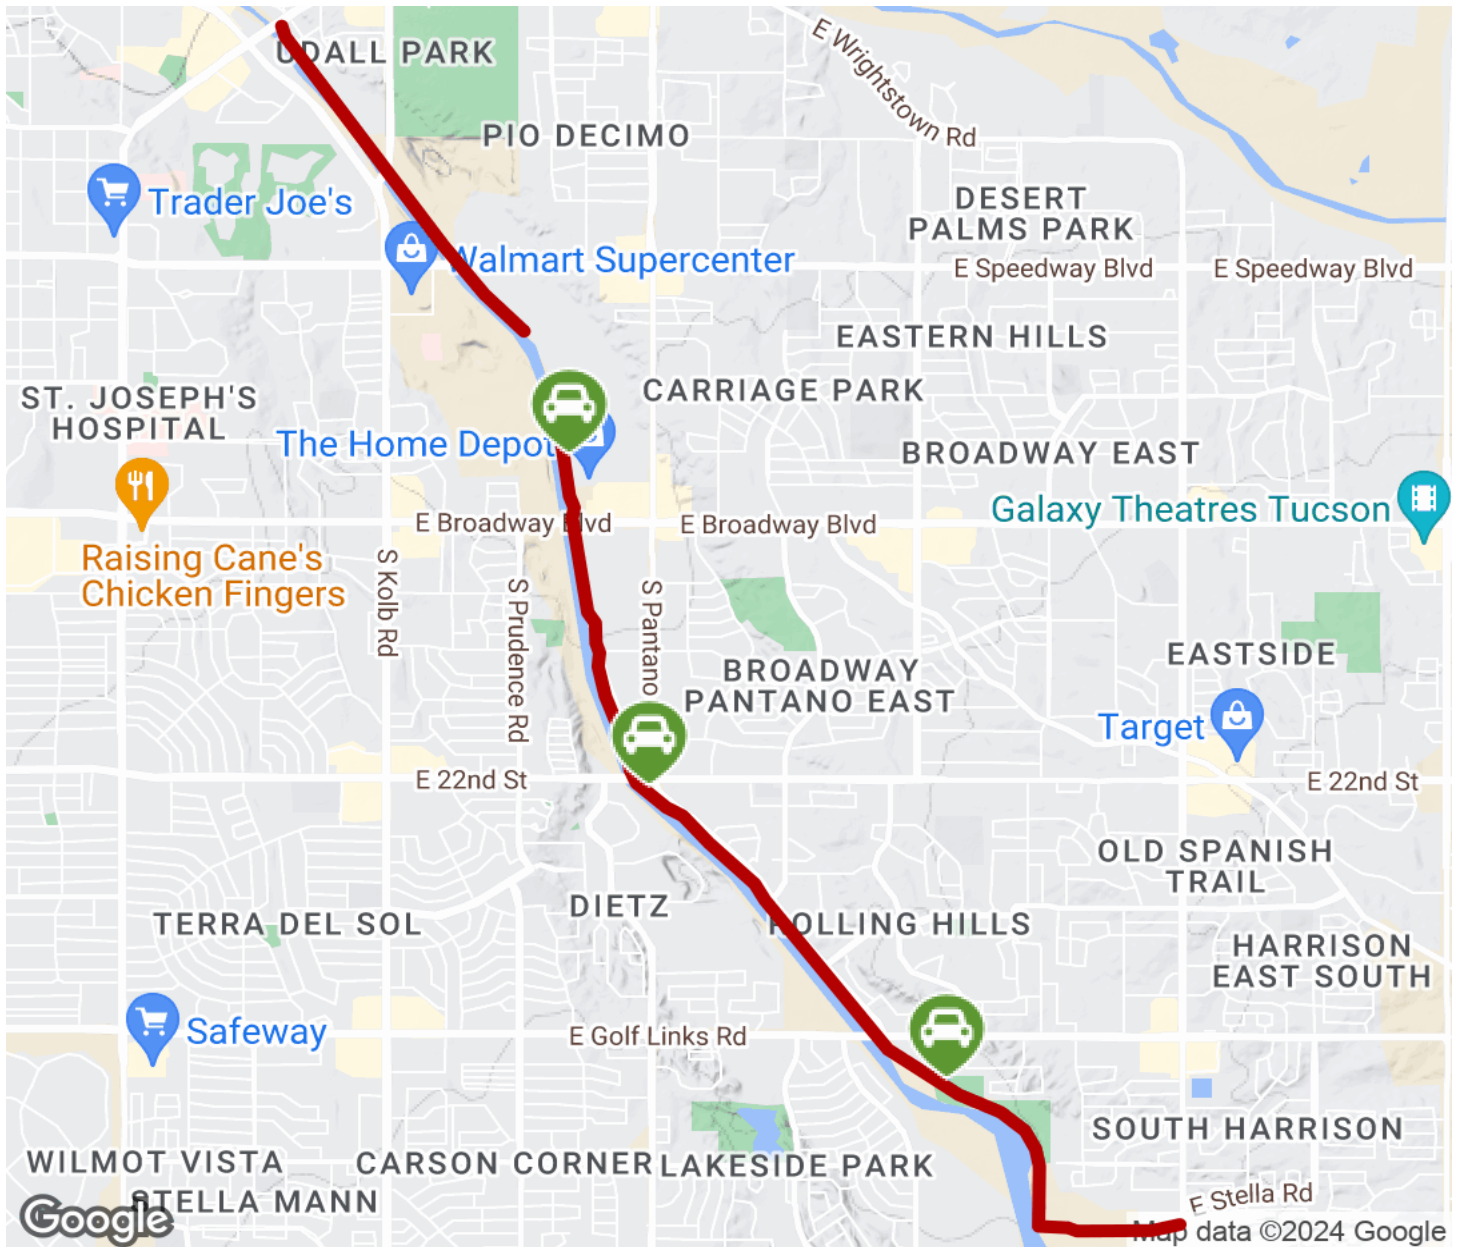 UDALL PARK
E Wrightstown Rd
PIO DECIMO
Trader Joe's
DESERT
PALMS PARK
Walmart Supercenter
E Speedway Blvd
E Speedway Blvd
EASTERN HILLS
CARRIAGE PARK
ST. JOSEPH'S
HOSPITAL
The Home Depot
BROADWAY EAST
Galaxy Theatres Tucson
E Broadway Blvd
E Broadway Blvd
Raising Cane's
Chicken Fingers
S Kolb Rd
S Prudence Rd
S Pantano
EASTSIDE
BROADWAY
PANTANO EAST
Target
E 22nd St
E 22nd St
OLD SPANISH
TRAIL
DIETZ
TERRA DEL SOL
ROLLING HILLS
HARRISON
EAST SOUTH
Safeway
E Golf Links Rd
SOUTH HARRISON
WILMOT VISTA
CARSON CORNER
LAKESIDE PARK
STELLA MANN
E Stella Rd
Google
Map data ©2024 Google